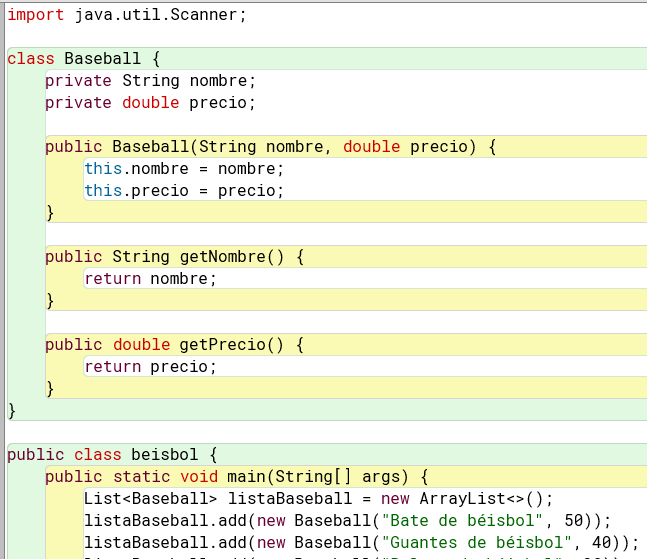 import java.util.Scanner;
class Baseball {
private String nombre;
private double precio;
public Baseball(String nombre, double precio) {
this.nombre = nombre;
this.precio = precio;
}
public String getNombre() {
return nombre;
}
public double getPrecio() {
return precio;
}
}
public class beisbol {
public static void main(String[] args) {
List<Baseball> listaBaseball = new ArrayList<>();
listaBaseball.add(new Baseball("Bate de béisbol", 50));
listaBaseball.add(new Baseball("Guantes de béisbol", 40));